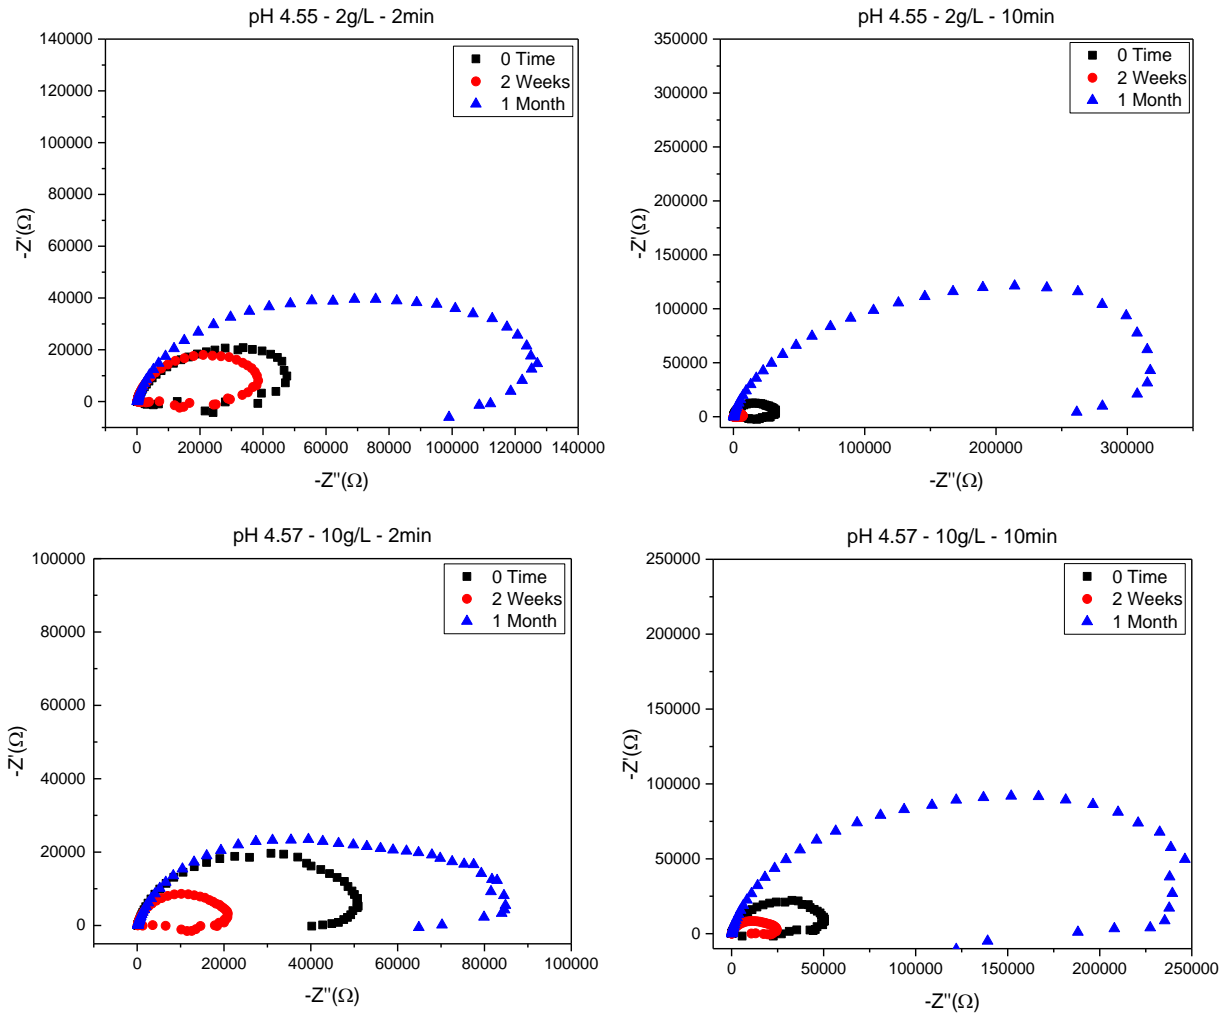 pH 4.55 - 2g/L - 2min
140000
120000
100000
80000
60000
40000
20000
0
-Z'(Ω)
0 Time
2 Weeks
1 Month
0 20000 40000 60000 80000 100000 120000 140000
-Z''(Ω)
pH 4.55 - 2g/L - 10min
350000
300000
250000
200000
150000
100000
50000
0
-Z'(Ω)
0 Time
2 Weeks
1 Month
0 100000 200000 300000
-Z''(Ω)
pH 4.57 - 10g/L - 2min
100000
80000
60000
40000
20000
0
-Z'(Ω)
0 Time
2 Weeks
1 Month
0 20000 40000 60000 80000 100000
-Z''(Ω)
pH 4.57 - 10g/L - 10min
250000
200000
150000
100000
50000
0
-Z'(Ω)
0 Time
2 Weeks
1 Month
0 50000 100000 150000 200000 250000
-Z''(Ω)